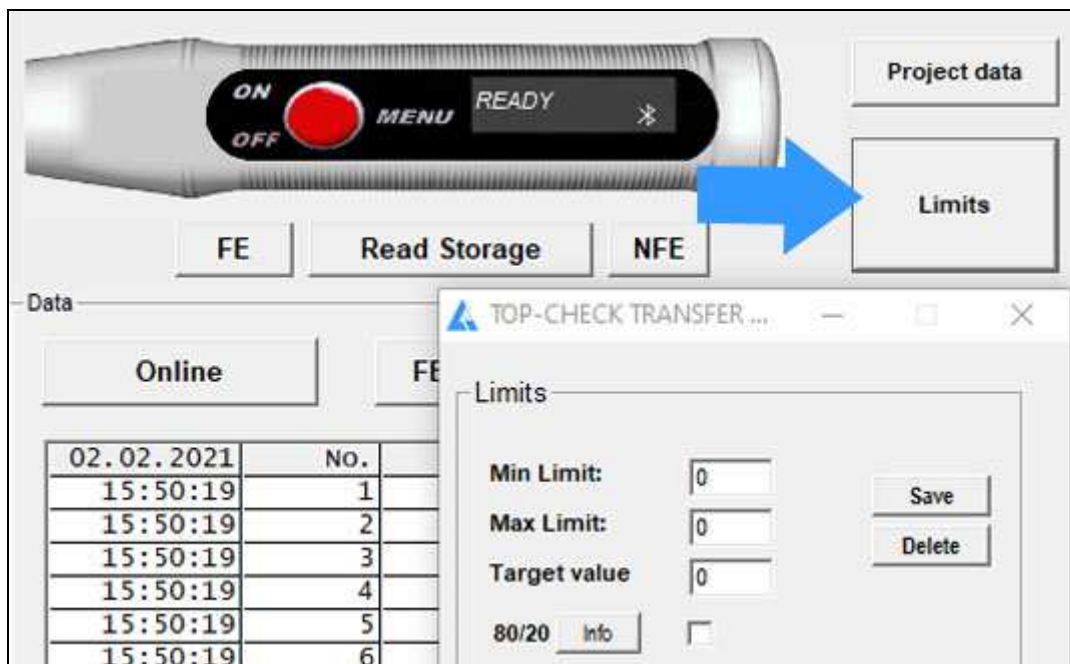 ON
OFF
MENU
READY
Project data
Limits
FE
Read Storage
NFE
Data
TOP-CHECK TRANSFER ...
Online
FE
Limits
02.02.2021 No.
15:50:19 1
15:50:19 2
15:50:19 3
15:50:19 4
15:50:19 5
15:50:19 6
Min Limit: 0
Save
Max Limit: 0
Delete
Target value 0
80/20 Info